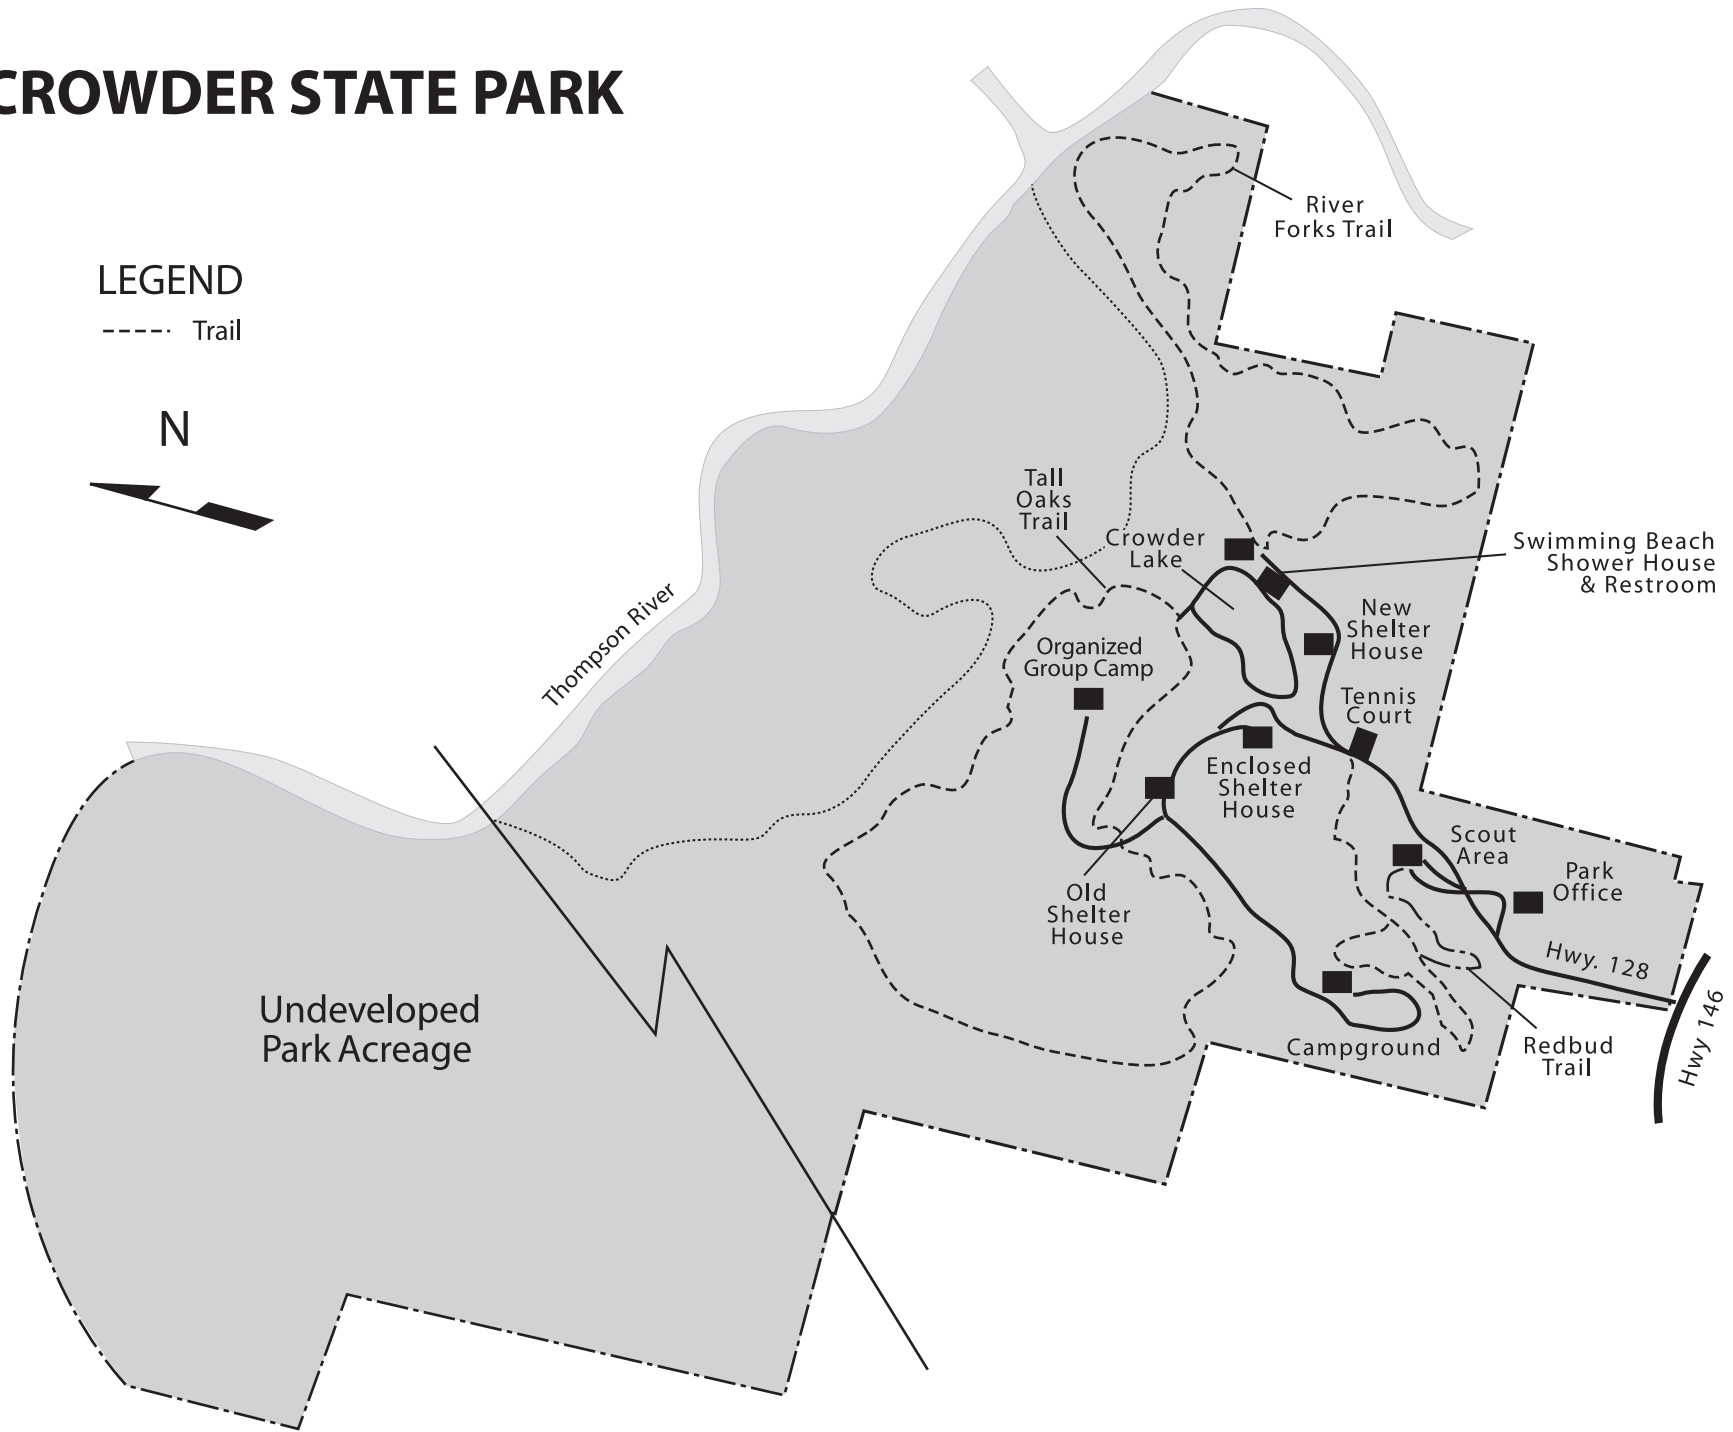 CROWDER STATE PARK
LEGEND
Trail
N
River
Forks Trail
Tall
Oaks
Trail
Crowder
Lake
Swimming Beach
Shower House
& Restroom
New
Shelter
House
Organized
Group Camp
Thompson River
Tennis
Court
Enclosed
Shelter
House
Scout
Area
Park
Office
Old
Shelter
House
Hwy. 128
Hwy 146
Undeveloped
Park Acreage
Campground
Redbud
Trail